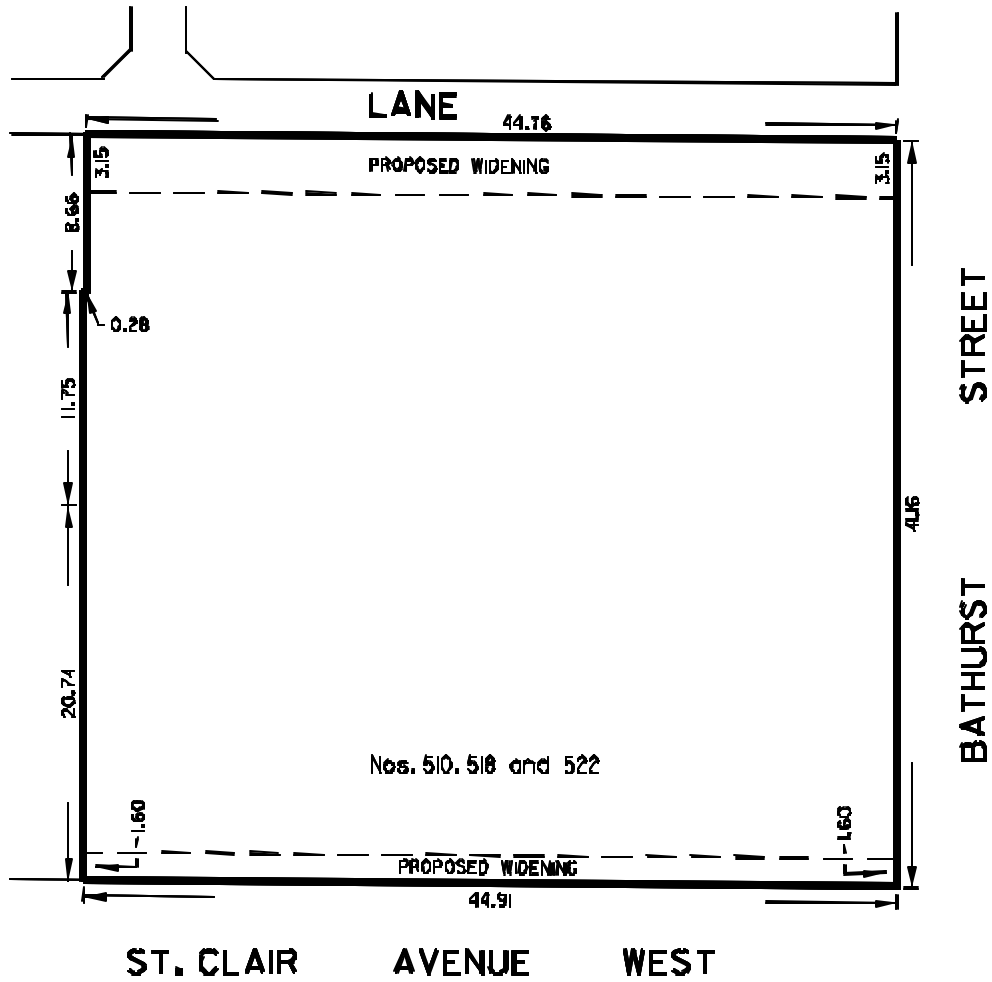 LANE
44.76
3.15
PROPOSED WIDENING
3.15
8.66
0.28
STREET
11.75
41.16
BATHURST
20.74
Nos. 510. 518 and 522
1.60
1.60
PROPOSED WIDENING
44.91
ST. CLAIR AVENUE WEST